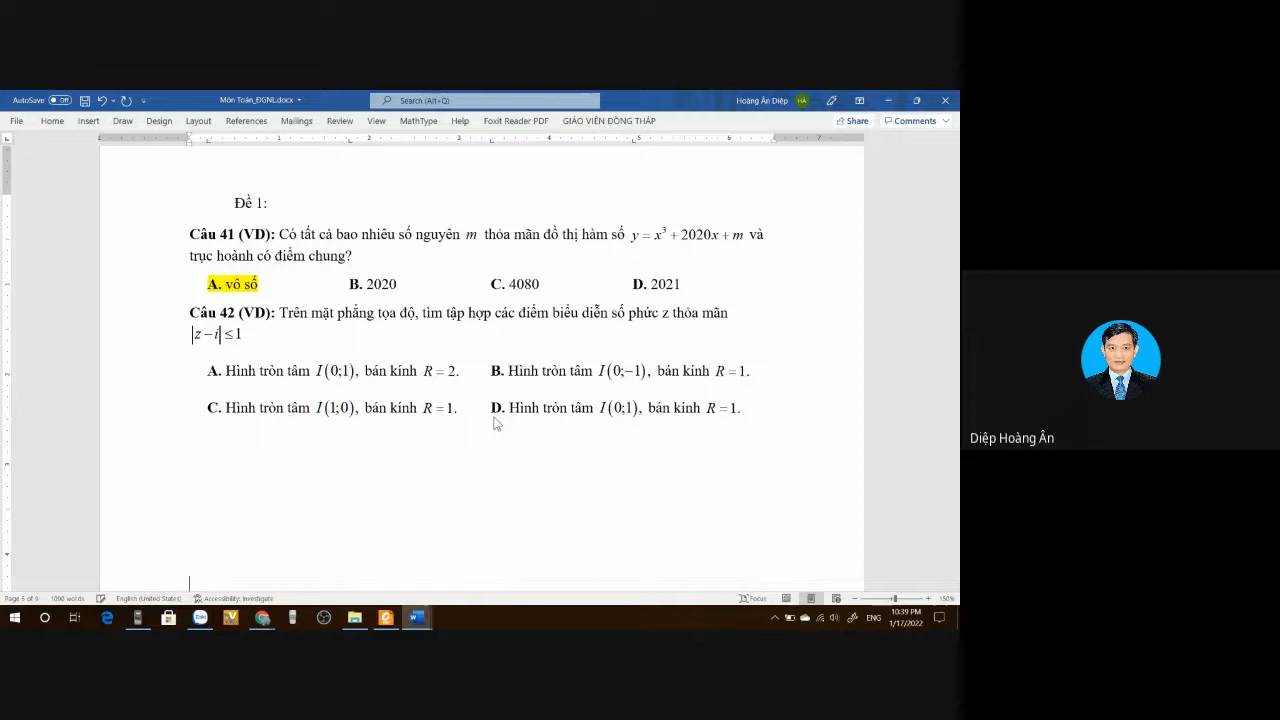 AutoSave Off Môn Toán_ĐGNL.docx Search (Alt+Q) Hoàng Ân Diệp HÂ
File Home Insert Draw Design Layout References Mailings Review View MathType Help Foxit Reader PDF GIÁO VIÊN ĐỒNG THÁP Share Comments
Đề 1:
Câu 41 (VD): Có tất cả bao nhiêu số nguyên m thỏa mãn đồ thị hàm số y = x³ + 2020x + m và
trục hoành có điểm chung?
A. vô số B. 2020 C. 4080 D. 2021
Câu 42 (VD): Trên mặt phẳng tọa độ, tìm tập hợp các điểm biểu diễn số phức z thỏa mãn
|z − i| ≤ 1
A. Hình tròn tâm I(0;1), bán kính R = 2. B. Hình tròn tâm I(0;−1), bán kính R = 1.
C. Hình tròn tâm I(1;0), bán kính R = 1. D. Hình tròn tâm I(0;1), bán kính R = 1.
Diệp Hoàng Ân
Page 5 of 9 1090 words English (United States) Accessibility: Investigate Focus 150%
Zalo ENG 10:39 PM
1/17/2022